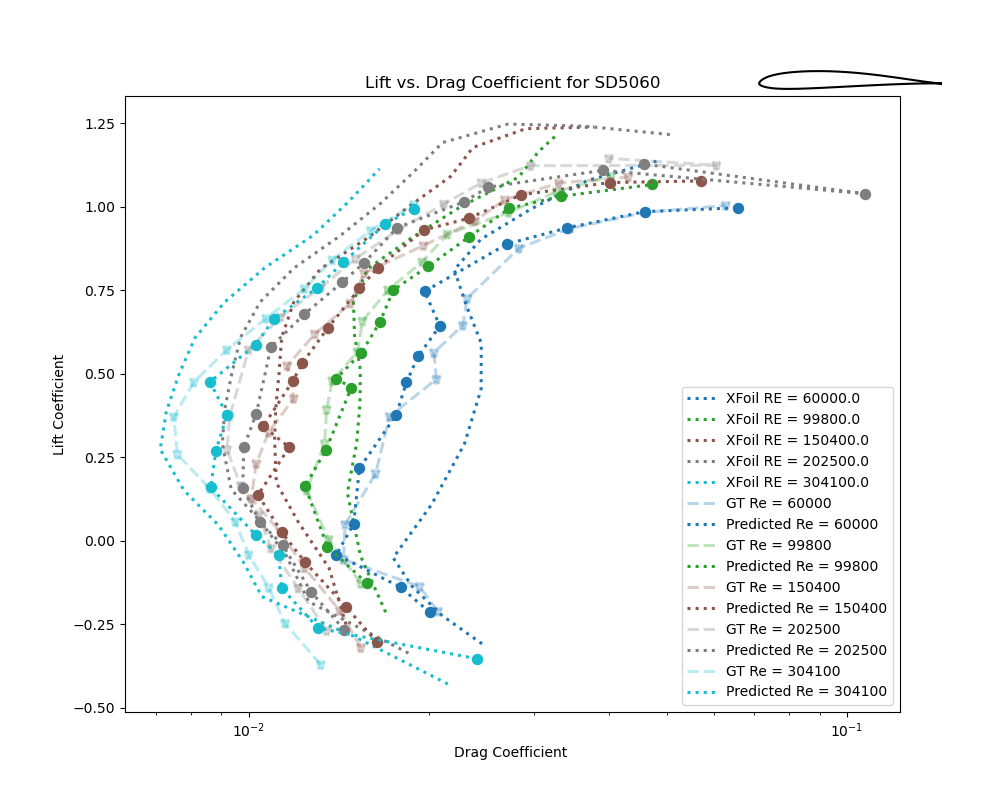 Lift vs. Drag Coefficient for SD5060
Lift Coefficient
1.25
1.00
0.75
0.50
0.25
0.00
−0.25
−0.50
10−2
10−1
Drag Coefficient
XFoil RE = 60000.0
XFoil RE = 99800.0
XFoil RE = 150400.0
XFoil RE = 202500.0
XFoil RE = 304100.0
GT Re = 60000
Predicted Re = 60000
GT Re = 99800
Predicted Re = 99800
GT Re = 150400
Predicted Re = 150400
GT Re = 202500
Predicted Re = 202500
GT Re = 304100
Predicted Re = 304100